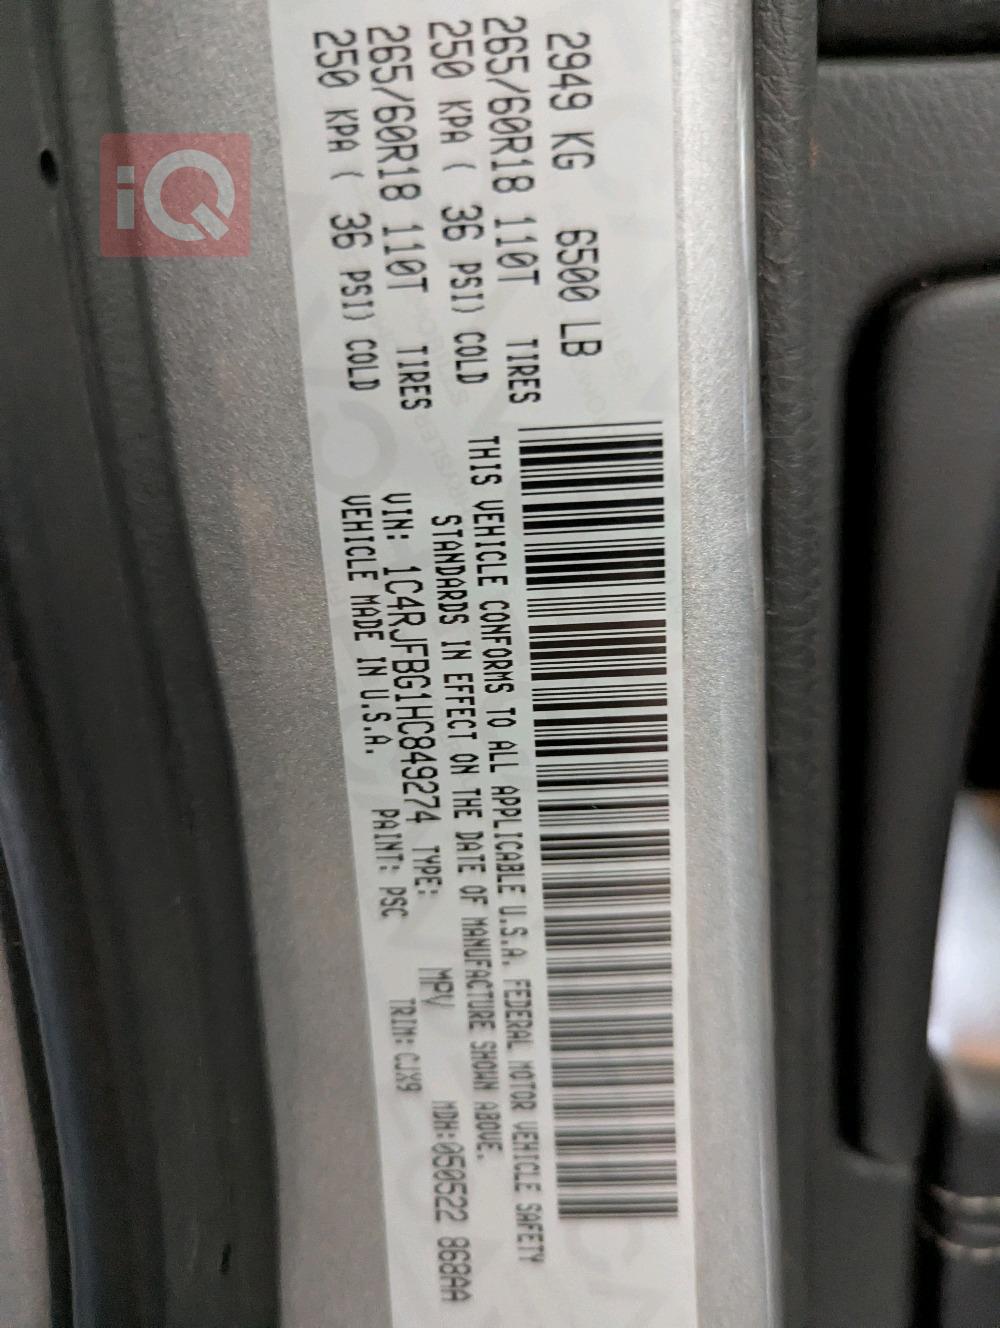 2949 KG 6500 LB
265/60R18 110T TIRES
250 KPA ( 36 PSI) COLD
265/60R18 110T TIRES
250 KPA ( 36 PSI) COLD
THIS VEHICLE CONFORMS TO ALL APPLICABLE U.S.A. FEDERAL MOTOR VEHICLE SAFETY
STANDARDS IN EFFECT ON THE DATE OF MANUFACTURE SHOWN ABOVE.
VIN: 1C4RJFBG1HC849274 TYPE: MPV MDH:050522 868AA
VEHICLE MADE IN U.S.A. PAINT: PSC TRIM: CJX9
iQ